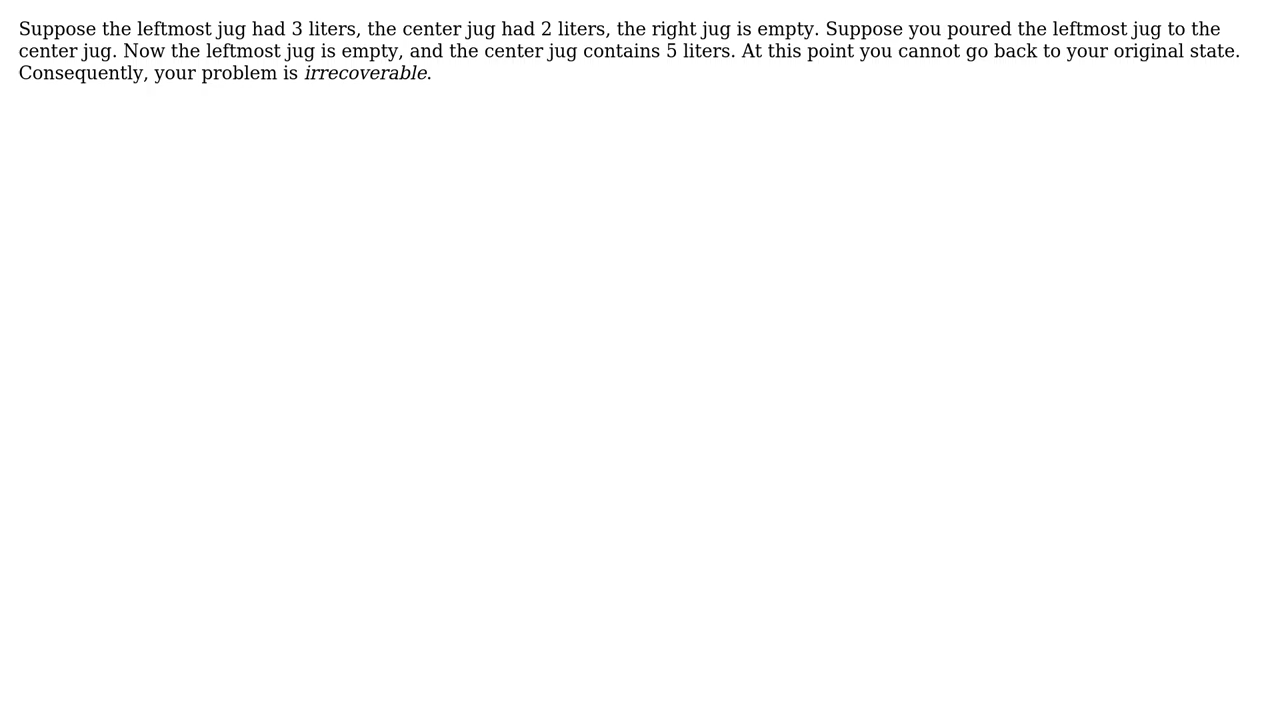 Suppose the leftmost jug had 3 liters, the center jug had 2 liters, the right jug is empty. Suppose you poured the leftmost jug to the
center jug. Now the leftmost jug is empty, and the center jug contains 5 liters. At this point you cannot go back to your original state.
Consequently, your problem is irrecoverable.